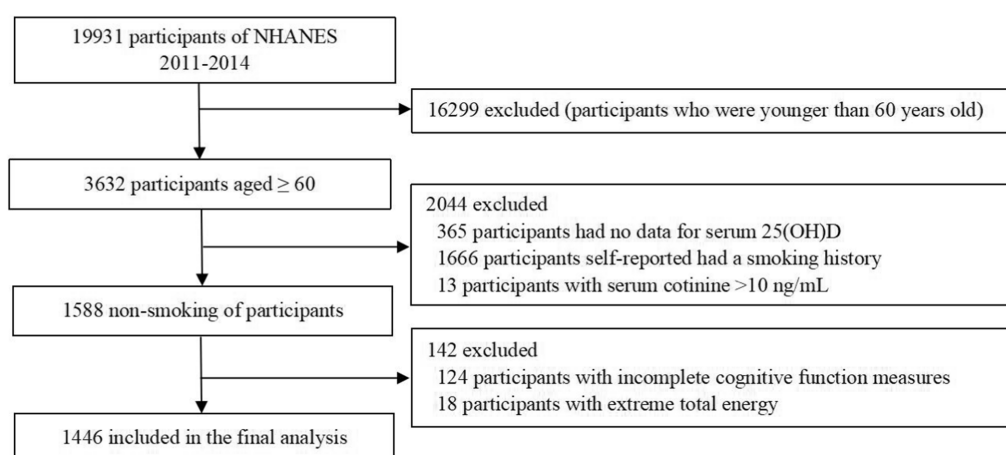 19931 participants of NHANES
2011-2014
16299 excluded (participants who were younger than 60 years old)
3632 participants aged ≥ 60
2044 excluded
365 participants had no data for serum 25(OH)D
1666 participants self-reported had a smoking history
13 participants with serum cotinine >10 ng/mL
1588 non-smoking of participants
142 excluded
124 participants with incomplete cognitive function measures
18 participants with extreme total energy
1446 included in the final analysis